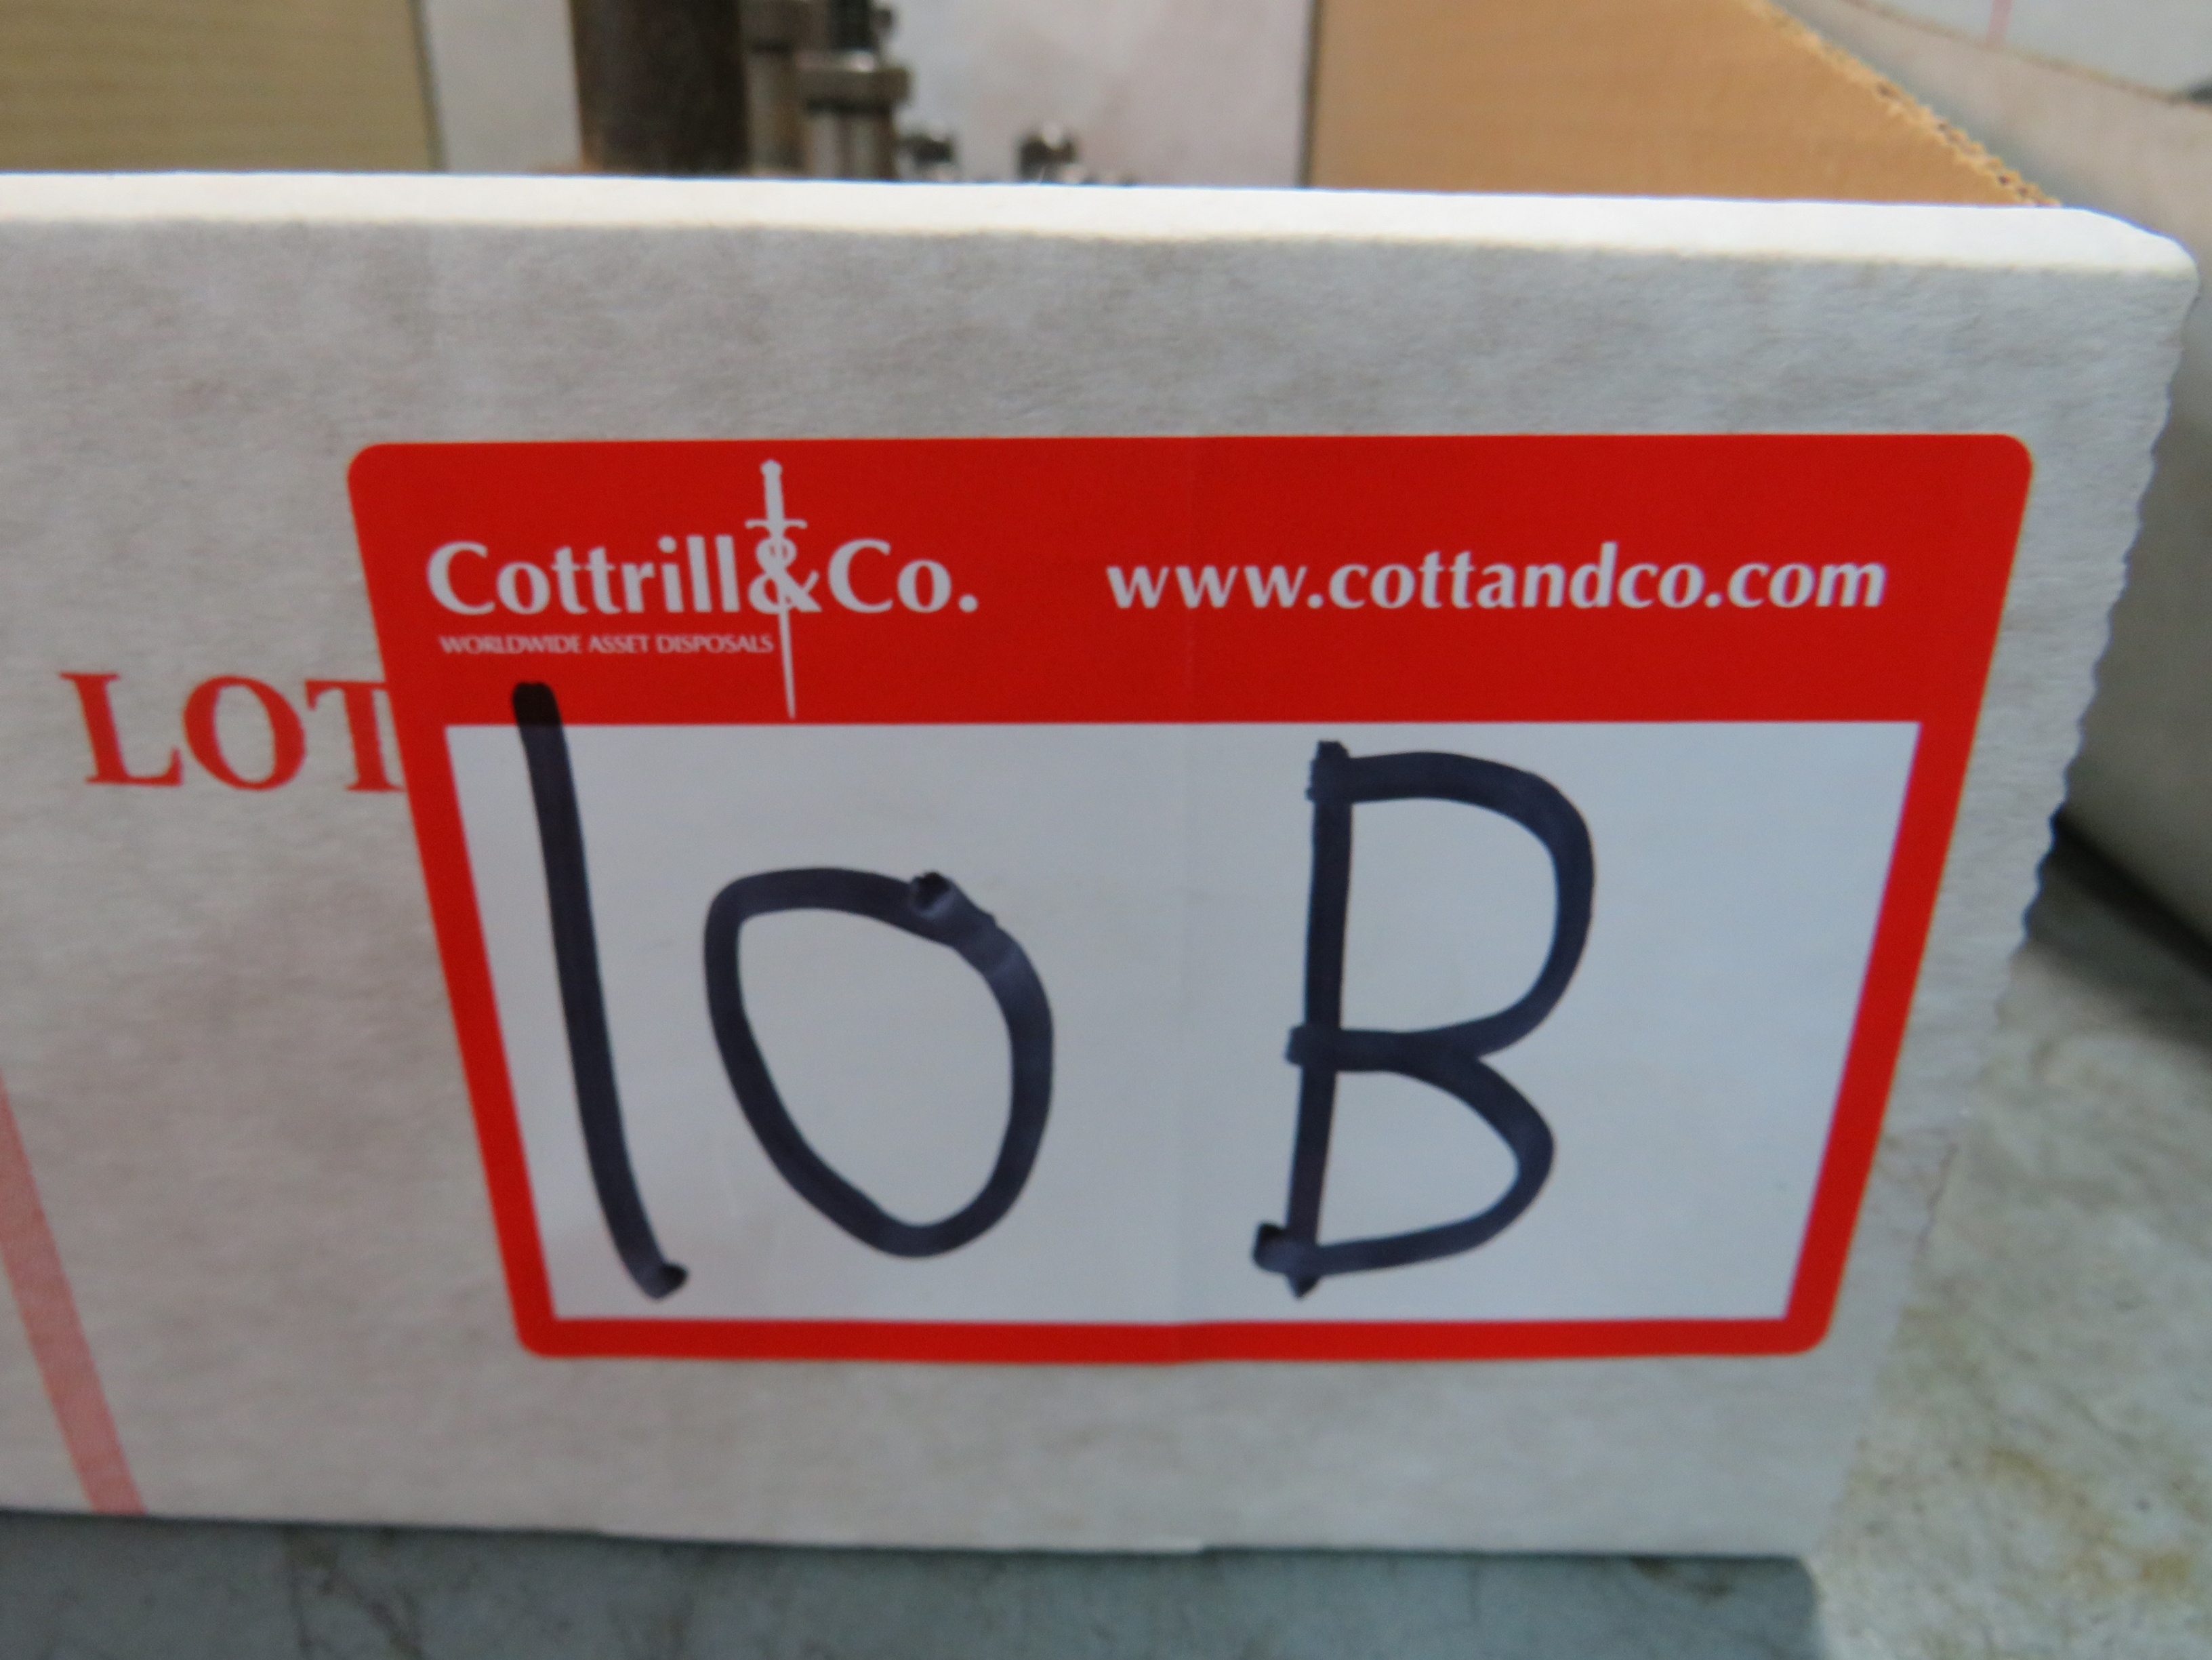 Cottrill&Co. www.cottandco.com
WORLDWIDE ASSET DISPOSALS
LOT
10 B